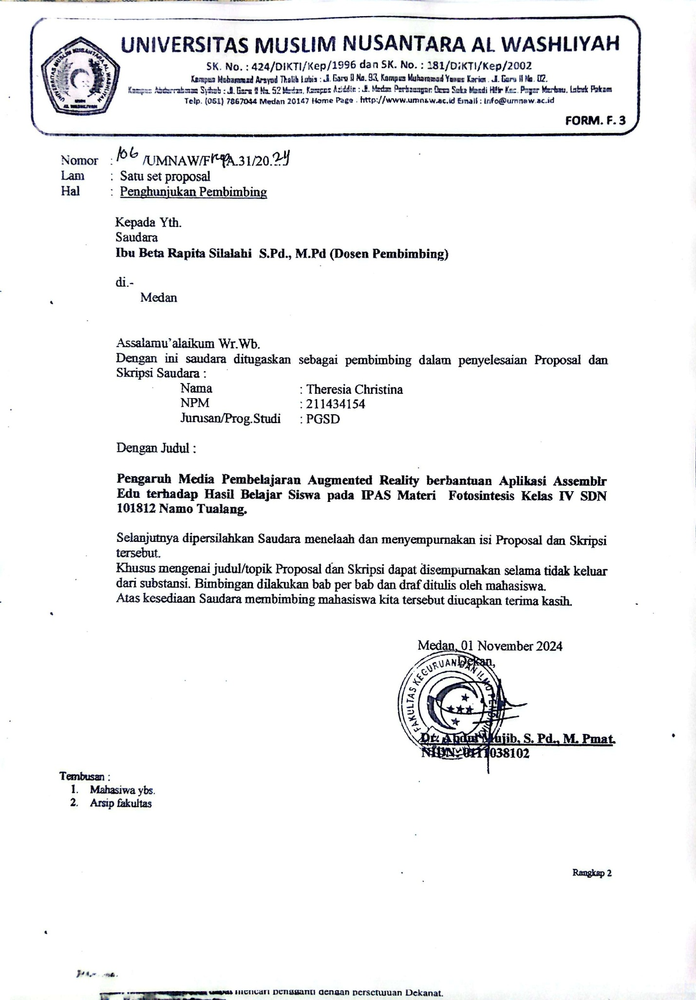 UNIVERSITAS MUSLIM NUSANTARA AL WASHLIYAH
SK. No. : 424/DIKTI/Kep/1996 dan SK. No. : 181/DIKTI/Kep/2002
Kampus Mohammad Arsyad Thalib Lubis : Jl. Garu II No. 93, Kampus Muhammad Yunus Karim . Jl. Garu II No. 02.
Kampus Abdurrahman Syihab : Jl. Garu II No. 52 Medan, Kampus Aziddin : Jl. Medan Perbaungan Desa Suka Mandi Hilir Kec. Pagar Merbau. Lubuk Pakam
Telp. (061) 7867044 Medan 20147 Home Page . http://www.umnaw.ac.id Email : info@umnaw.ac.id
UNIVERSITAS MUSLIM NUSANTARA AL WASHLIYAH
UMN
AL WASHLIYAH
FORM. F. 3
Nomor : 106 /UMNAW/FKIP/A.31/20.24
Lam : Satu set proposal
Hal : Penghunjukan Pembimbing
Kepada Yth.
Saudara
Ibu Beta Rapita Silalahi S.Pd., M.Pd (Dosen Pembimbing)
di.-
Medan
Assalamu'alaikum Wr.Wb.
Dengan ini saudara ditugaskan sebagai pembimbing dalam penyelesaian Proposal dan
Skripsi Saudara :
Nama : Theresia Christina
NPM : 211434154
Jurusan/Prog.Studi : PGSD
Dengan Judul :
Pengaruh Media Pembelajaran Augmented Reality berbantuan Aplikasi Assemblr
Edu terhadap Hasil Belajar Siswa pada IPAS Materi Fotosintesis Kelas IV SDN
101812 Namo Tualang.
Selanjutnya dipersilahkan Saudara menelaah dan menyempurnakan isi Proposal dan Skripsi
tersebut.
Khusus mengenai judul/topik Proposal dan Skripsi dapat disempurnakan selama tidak keluar
dari substansi. Bimbingan dilakukan bab per bab dan draf ditulis oleh mahasiswa.
Atas kesediaan Saudara membimbing mahasiswa kita tersebut diucapkan terima kasih.
Medan, 01 November 2024
Dekan,
FAKULTAS KEGURUAN DAN ILMU PENDIDIKAN
Dr. Abdul Mujib, S. Pd., M. Pmat.
NIDN. 0111038102
Tembusan :
1. Mahasiwa ybs.
2. Arsip fakultas
Rangkap 2
mencari pengganti dengan persetujuan Dekanat.